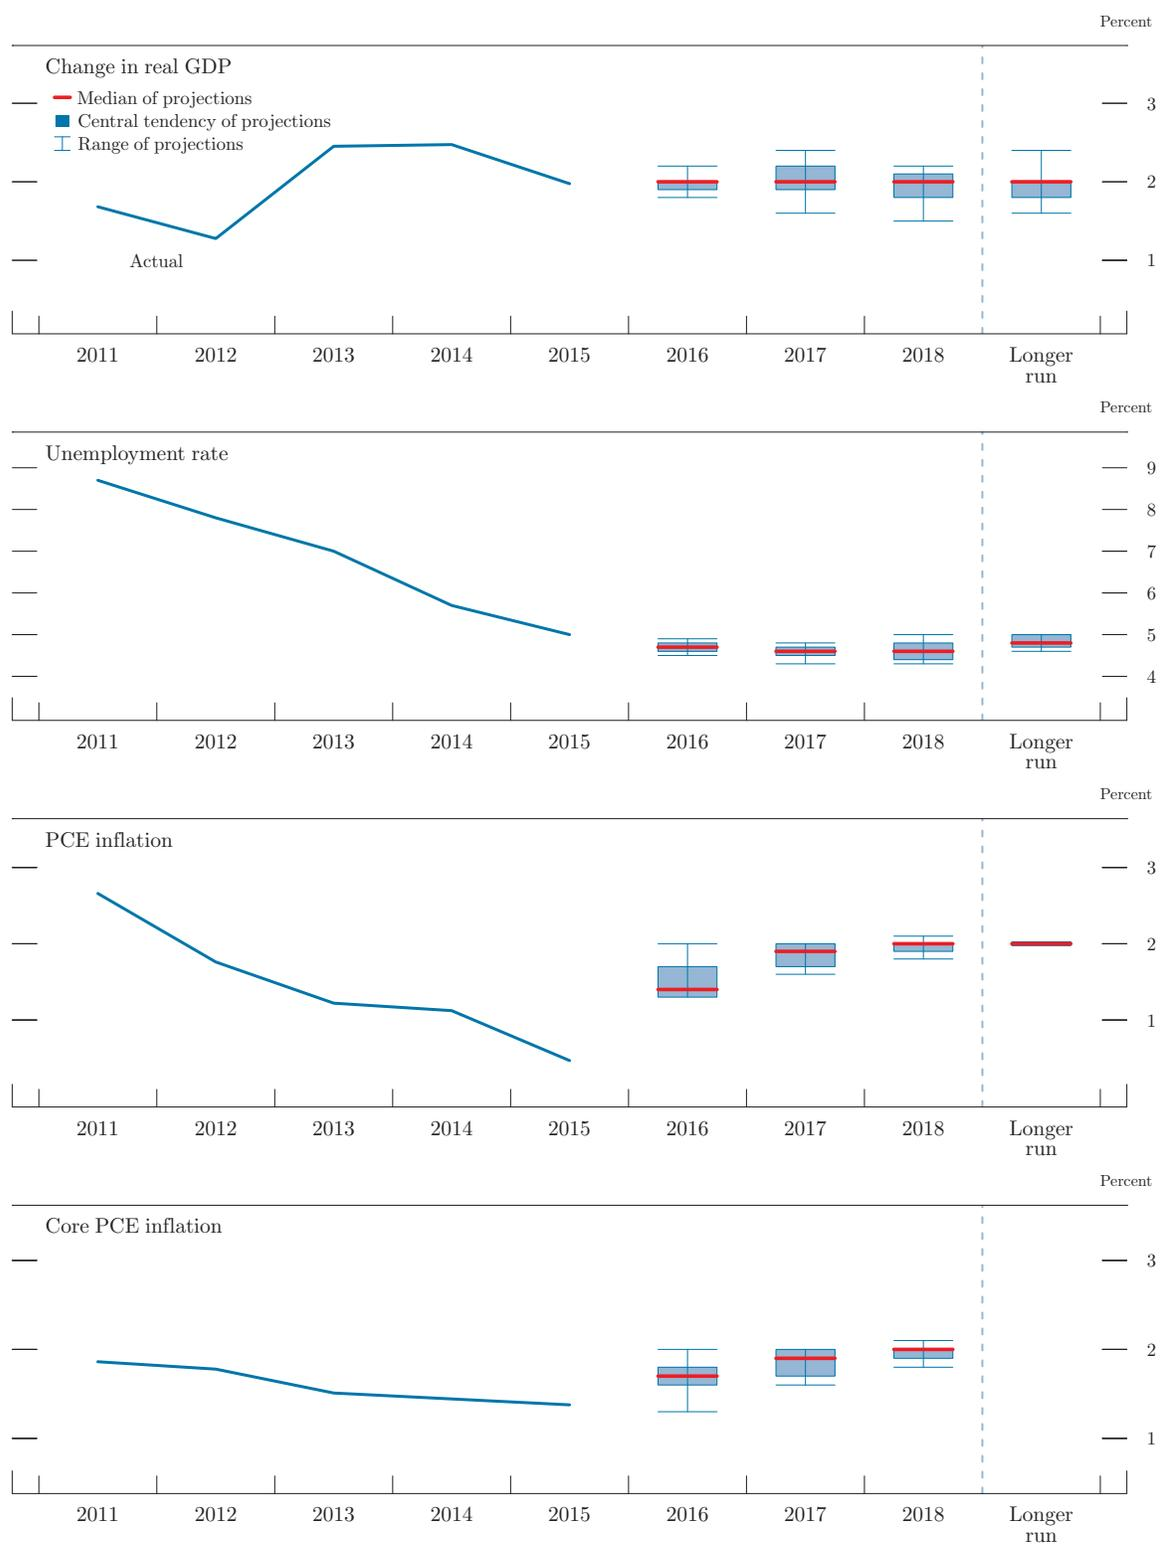 Percent
Change in real GDP
Median of projections
Central tendency of projections
Range of projections
3
2
Actual
1
2011 2012 2013 2014 2015 2016 2017 2018 Longer
run
Percent
Unemployment rate
9
8
7
6
5
4
2011 2012 2013 2014 2015 2016 2017 2018 Longer
run
Percent
PCE inflation
3
2
1
2011 2012 2013 2014 2015 2016 2017 2018 Longer
run
Percent
Core PCE inflation
3
2
1
2011 2012 2013 2014 2015 2016 2017 2018 Longer
run